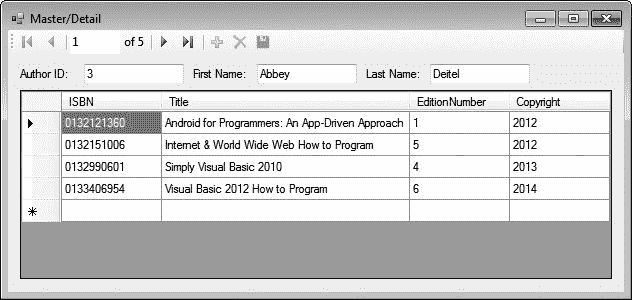 Master/Detail
1 of 5
Author ID: 3 First Name: Abbey Last Name: Deitel
ISBN Title EditionNumber Copyright
0132121360 Android for Programmers: An App-Driven Approach 1 2012
0132151006 Internet & World Wide Web How to Program 5 2012
0132990601 Simply Visual Basic 2010 4 2013
0133406954 Visual Basic 2012 How to Program 6 2014